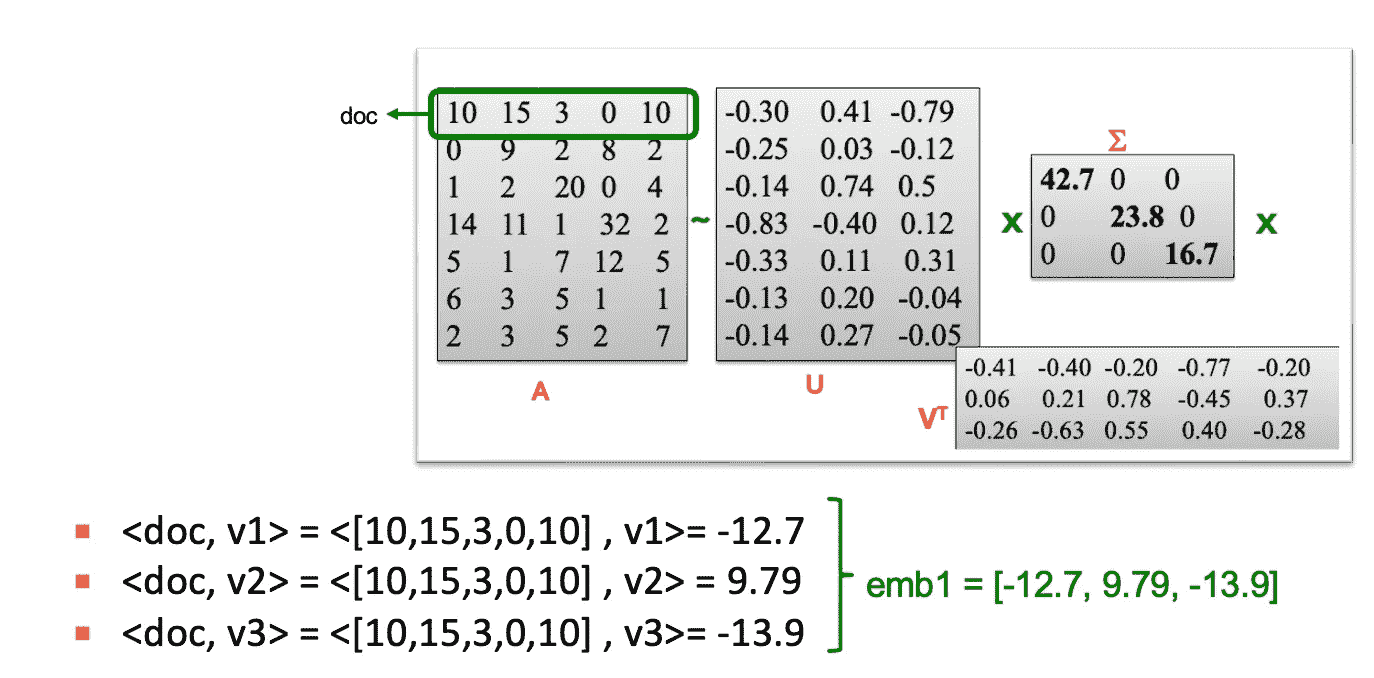 doc
10 15 3 0 10
0 9 2 8 2
1 2 20 0 4
14 11 1 32 2
5 1 7 12 5
6 3 5 1 1
2 3 5 2 7
A
~
-0.30 0.41 -0.79
-0.25 0.03 -0.12
-0.14 0.74 0.5
-0.83 -0.40 0.12
-0.33 0.11 0.31
-0.13 0.20 -0.04
-0.14 0.27 -0.05
U
x
Σ
42.7 0 0
0 23.8 0
0 0 16.7
x
V^T
-0.41 -0.40 -0.20 -0.77 -0.20
0.06 0.21 0.78 -0.45 0.37
-0.26 -0.63 0.55 0.40 -0.28
<doc, v1> = <[10,15,3,0,10] , v1>= -12.7
<doc, v2> = <[10,15,3,0,10] , v2> = 9.79
<doc, v3> = <[10,15,3,0,10] , v3>= -13.9
emb1 = [-12.7, 9.79, -13.9]